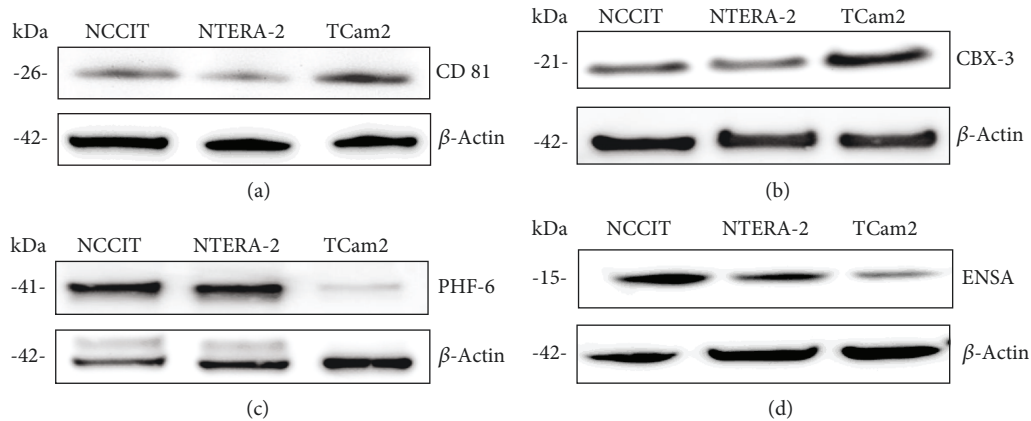 kDa NCCIT NTERA-2 TCam2
-26- CD 81
-42- β-Actin
(a)
kDa NCCIT NTERA-2 TCam2
-21- CBX-3
-42- β-Actin
(b)
kDa NCCIT NTERA-2 TCam2
-41- PHF-6
-42- β-Actin
(c)
kDa NCCIT NTERA-2 TCam2
-15- ENSA
-42- β-Actin
(d)